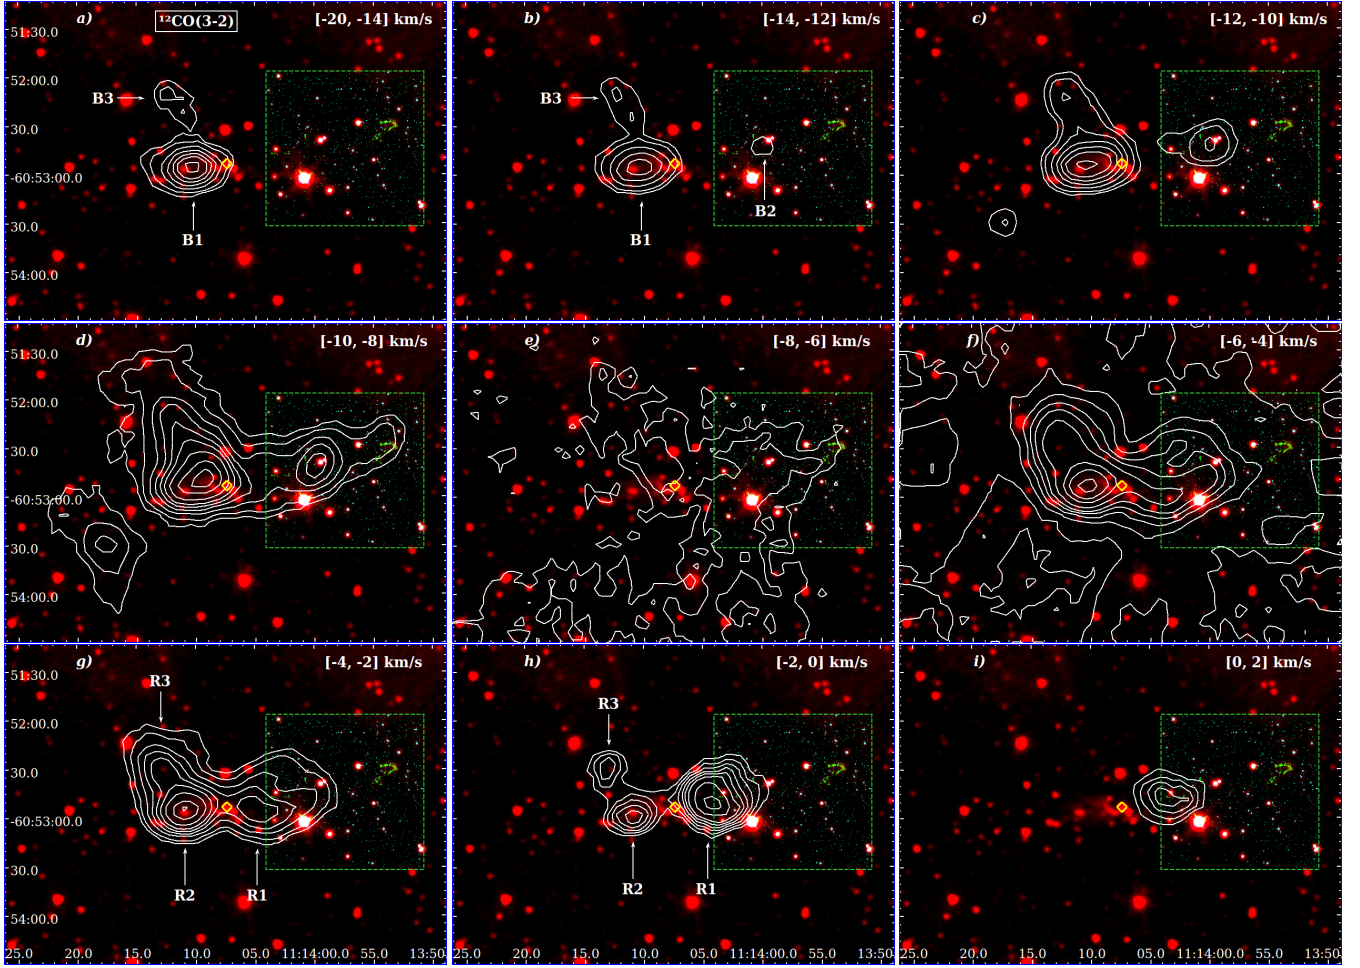 a) ¹²CO(3-2) [-20, -14] km/s
b) [-14, -12] km/s
c) [-12, -10] km/s
51:30.0
52:00.0
B3
B3
30.0
-60:53:00.0
B2
30.0
B1
B1
54:00.0
d) [-10, -8] km/s
e) [-8, -6] km/s
f) [-6, -4] km/s
51:30.0
52:00.0
30.0
-60:53:00.0
30.0
54:00.0
g) [-4, -2] km/s
h) [-2, 0] km/s
i) [0, 2] km/s
51:30.0
R3
R3
52:00.0
30.0
-60:53:00.0
30.0
R2 R1
R2 R1
54:00.0
25.0 20.0 15.0 10.0 05.0 11:14:00.0 55.0 13:50
25.0 20.0 15.0 10.0 05.0 11:14:00.0 55.0 13:50
25.0 20.0 15.0 10.0 05.0 11:14:00.0 55.0 13:50